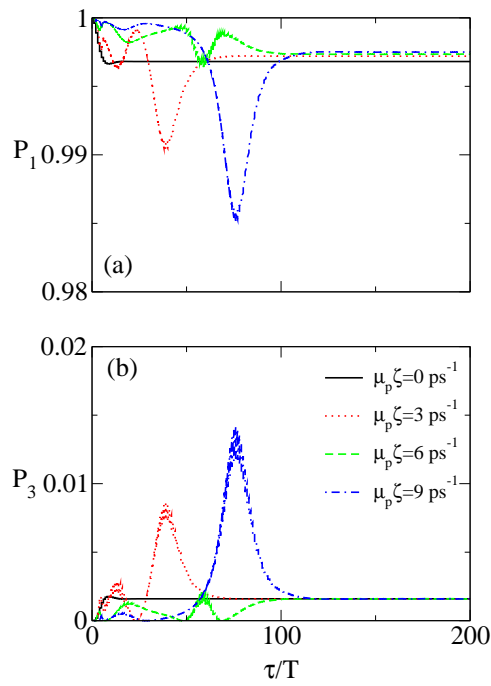 1
0.99
0.98
P₁
(a)
0.02
0.01
0
P₃
(b)
μₚζ=0 ps⁻¹
μₚζ=3 ps⁻¹
μₚζ=6 ps⁻¹
μₚζ=9 ps⁻¹
0 100 200
τ/T